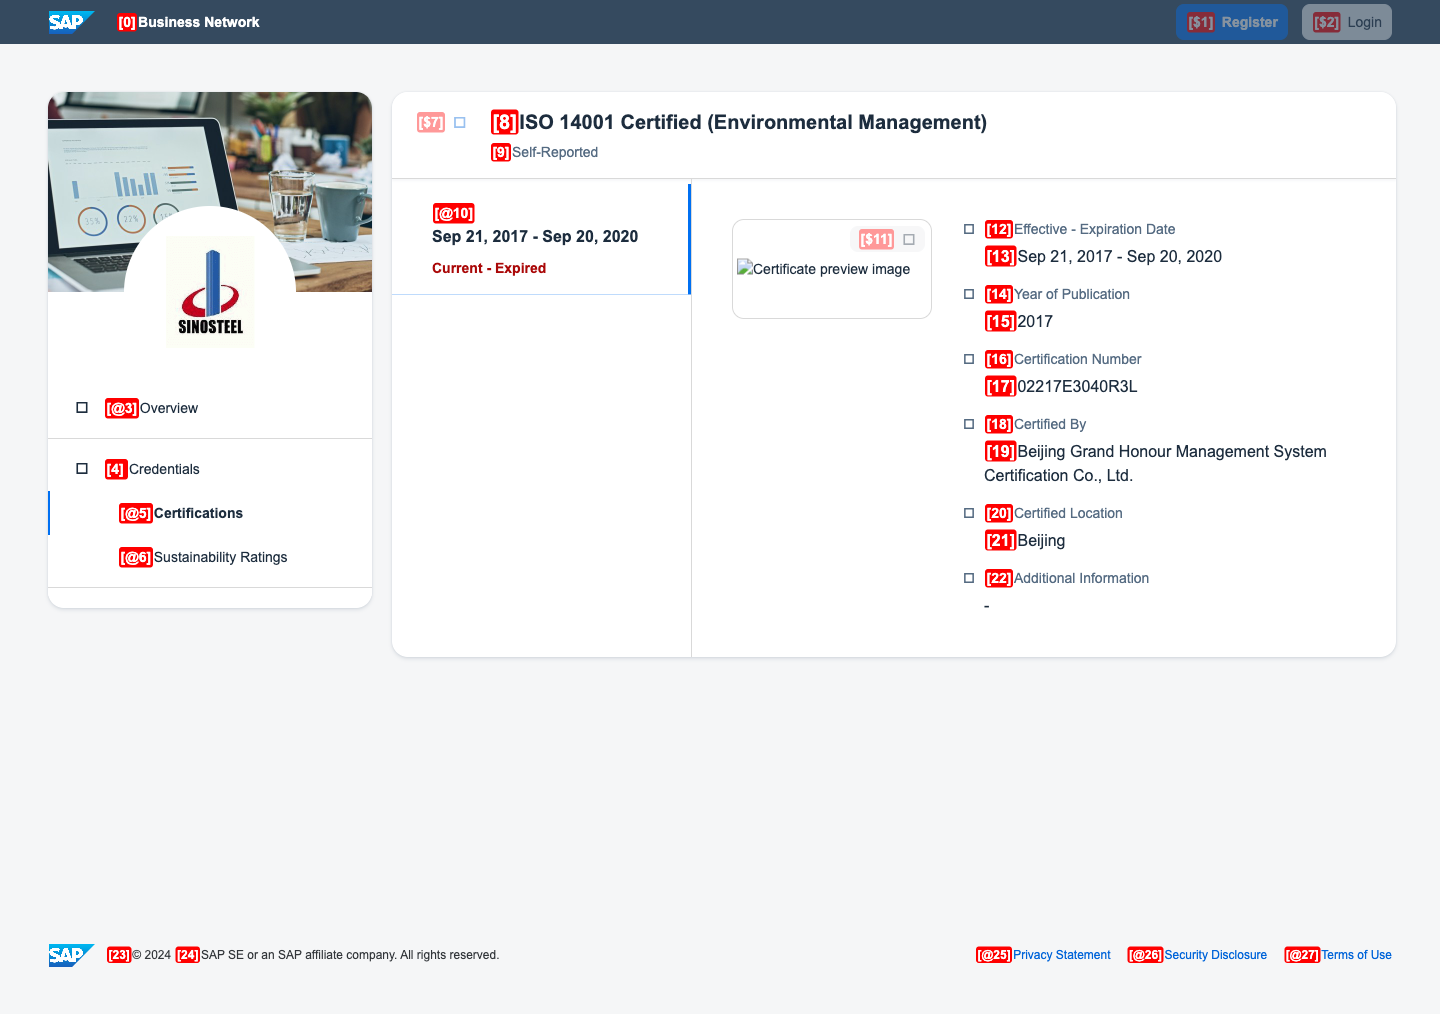 SAP
[0] Business Network
[$1] Register
[$2] Login
35%
22%
SINOSTEEL
[@3] Overview
[4] Credentials
[@5] Certifications
[@6] Sustainability Ratings
[$7]
[8] ISO 14001 Certified (Environmental Management)
[9] Self-Reported
[@10]
Sep 21, 2017 - Sep 20, 2020
Current - Expired
[$11]
Certificate preview image
[12] Effective - Expiration Date
[13] Sep 21, 2017 - Sep 20, 2020
[14] Year of Publication
[15] 2017
[16] Certification Number
[17] 02217E3040R3L
[18] Certified By
[19] Beijing Grand Honour Management System
Certification Co., Ltd.
[20] Certified Location
[21] Beijing
[22] Additional Information
-
SAP
[23] © 2024 [24] SAP SE or an SAP affiliate company. All rights reserved.
[@25] Privacy Statement
[@26] Security Disclosure
[@27] Terms of Use